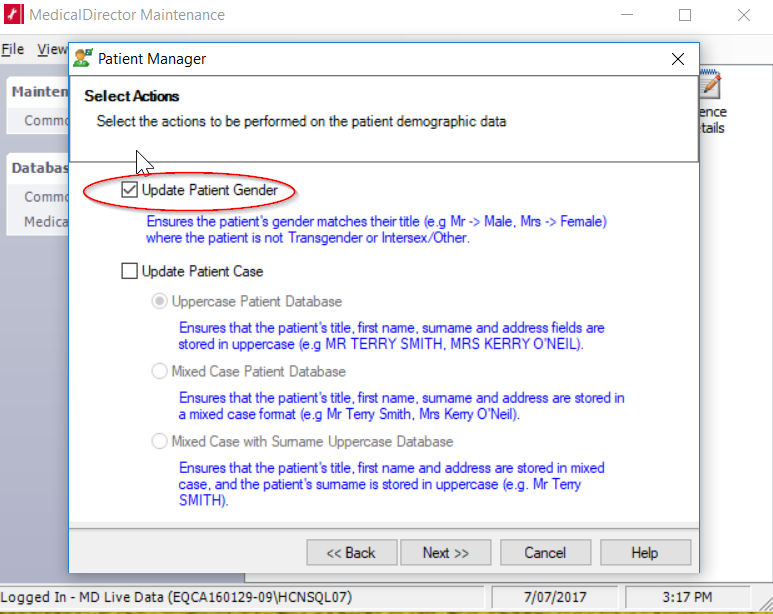 MedicalDirector Maintenance
File View
Patient Manager
Select Actions
Select the actions to be performed on the patient demographic data
Update Patient Gender
Ensures the patient's gender matches their title (e.g Mr -> Male, Mrs -> Female)
where the patient is not Transgender or Intersex/Other.
Update Patient Case
Uppercase Patient Database
Ensures that the patient's title, first name, surname and address fields are
stored in uppercase (e.g MR TERRY SMITH, MRS KERRY O'NEIL).
Mixed Case Patient Database
Ensures that the patient's title, first name, surname and address are stored in
a mixed case format (e.g Mr Terry Smith, Mrs Kerry O'Neil).
Mixed Case with Surname Uppercase Database
Ensures that the patient's title, first name and address are stored in mixed
case, and the patient's surname is stored in uppercase (e.g. Mr Terry
SMITH).
<< Back Next >> Cancel Help
Mainten
Commo
Databas
Commo
Medica
ence
tails
Logged In - MD Live Data (EQCA160129-09\HCNSQL07) 7/07/2017 3:17 PM